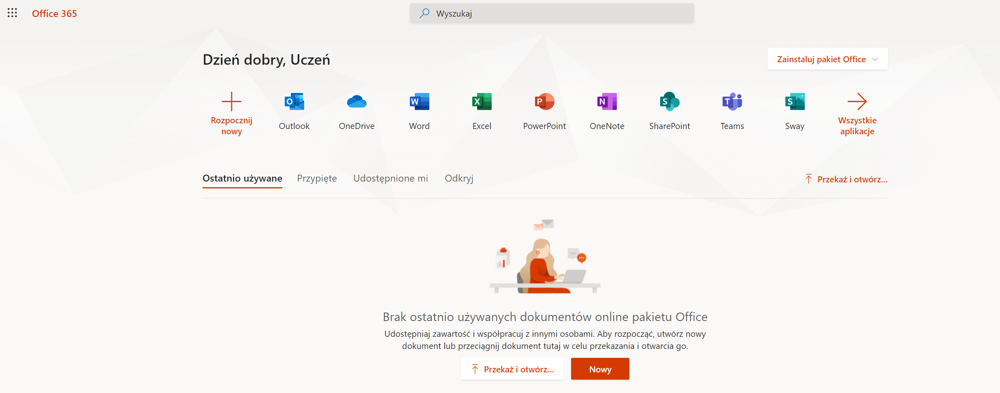 Office 365
Wyszukaj
Dzień dobry, Uczeń
Zainstaluj pakiet Office
Rozpocznij
nowy
Outlook
OneDrive
Word
Excel
PowerPoint
OneNote
SharePoint
Teams
Sway
Wszystkie
aplikacje
Ostatnio używane
Przypięte
Udostępnione mi
Odkryj
Przekaż i otwórz...
Brak ostatnio używanych dokumentów online pakietu Office
Udostępniaj zawartość i współpracuj z innymi osobami. Aby rozpocząć, utwórz nowy
dokument lub przeciągnij dokument tutaj w celu przekazania i otwarcia go.
Przekaż i otwórz...
Nowy